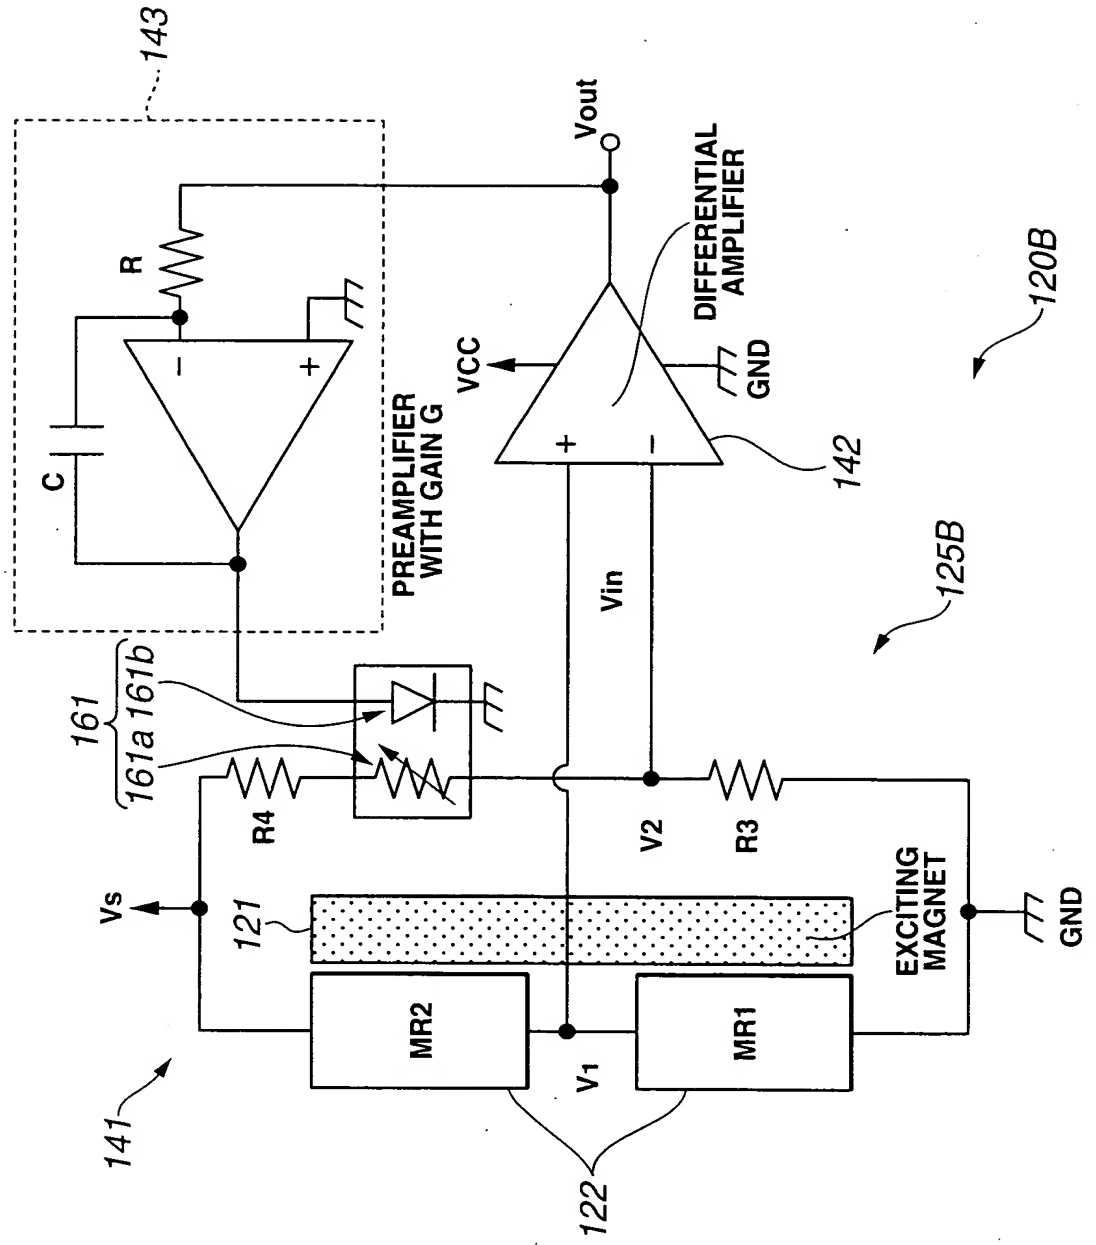 143
Vout
R
C
-
+
PREAMPLIFIER
WITH GAIN G
VCC
GND
DIFFERENTIAL
AMPLIFIER
+
-
142
120B
125B
Vin
161
161a 161b
R4
V2
R3
Vs
121
EXCITING
MAGNET
GND
MR2
MR1
V1
141
122